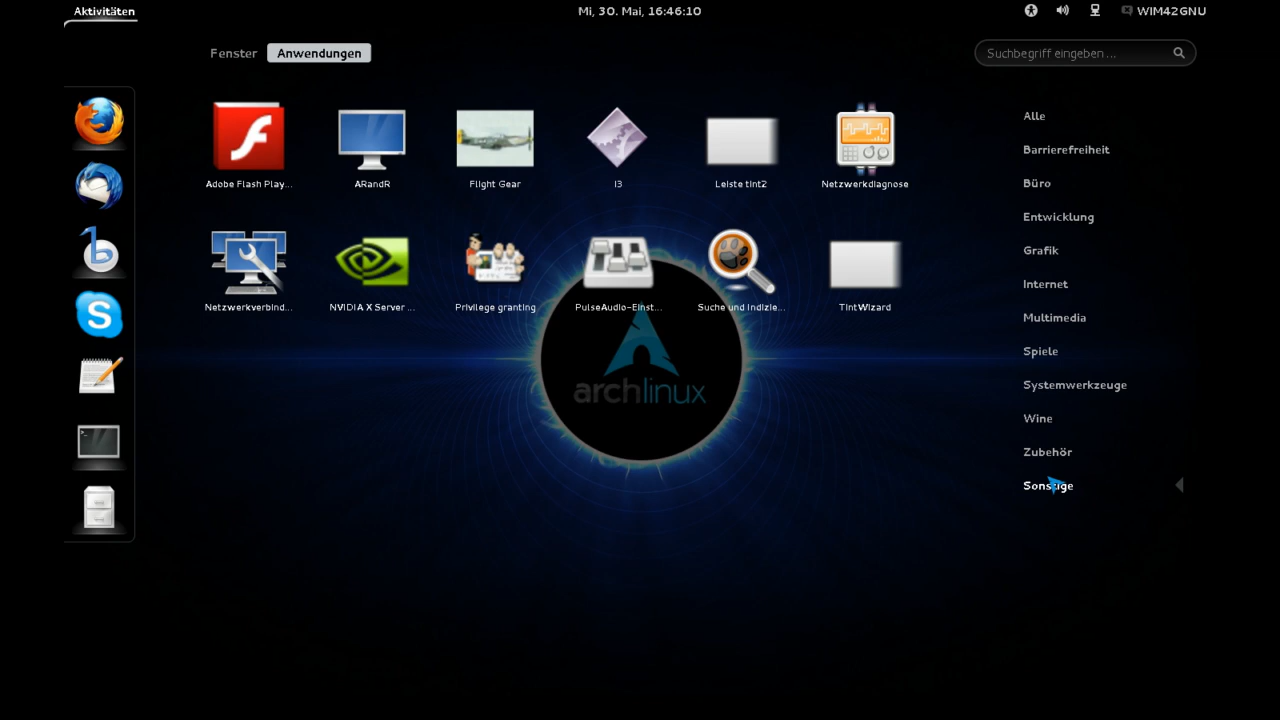 Aktivitäten
Mi, 30. Mai, 16:46:10
WIM42GNU
Fenster Anwendungen
Suchbegriff eingeben ...
Adobe Flash Play...
ARandR
Flight Gear
i3
Leiste tint2
Netzwerkdiagnose
Netzwerkverbind...
NVIDIA X Server ...
Privilege granting
PulseAudio-Einst...
Suche und Indizie...
TintWizard
archlinux
Alle
Barrierefreiheit
Büro
Entwicklung
Grafik
Internet
Multimedia
Spiele
Systemwerkzeuge
Wine
Zubehör
Sonstige